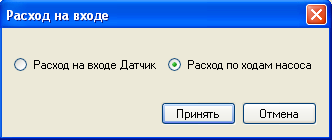 Расход на входе
Расход на входе Датчик Расход по ходам насоса
Принять Отмена